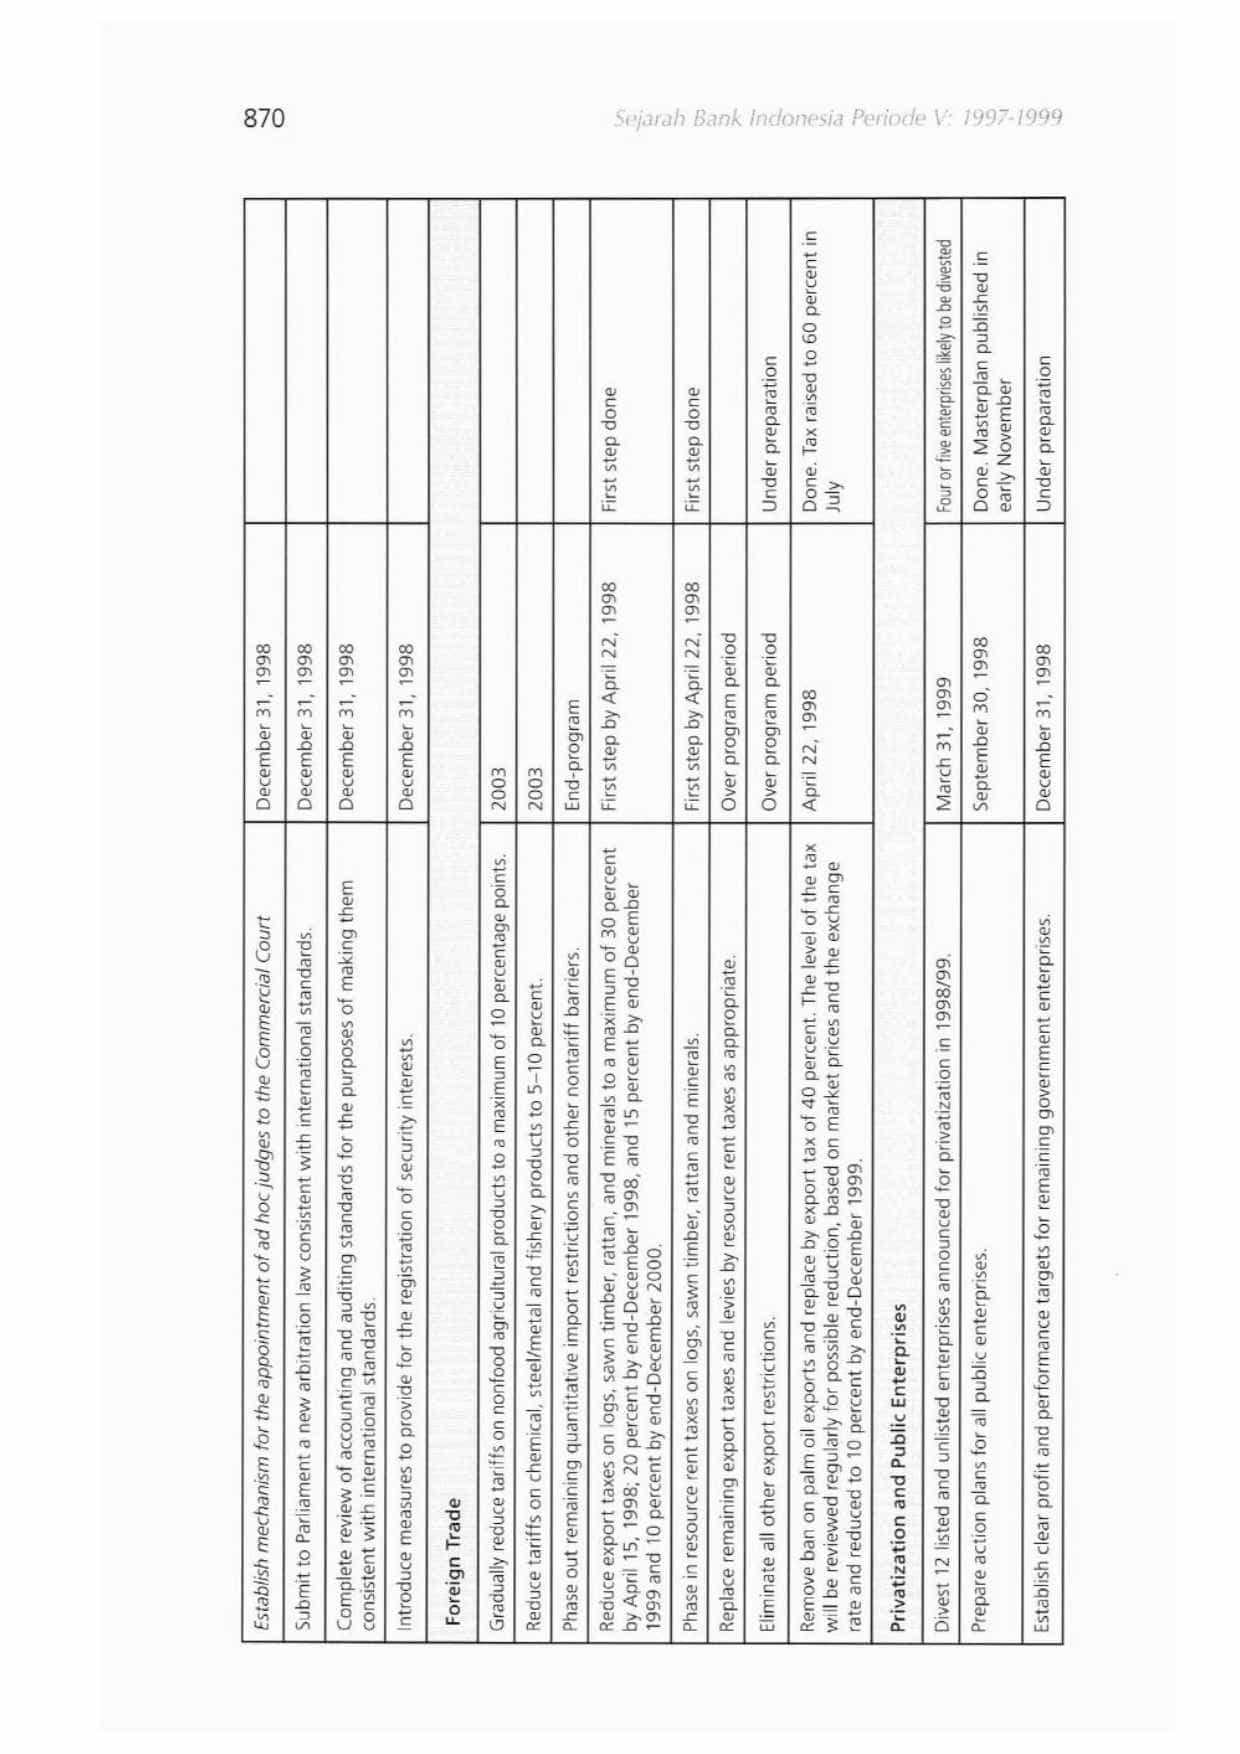 870
Sejarah Bank Indonesia Periode V: 1997-1999
Establish mechanism for the appointment of ad hoc judges to the Commercial Court
December 31, 1998
Submit to Parliament a new arbitration law consistent with international standards.
December 31, 1998
Complete review of accounting and auditing standards for the purposes of making them
consistent with international standards.
December 31, 1998
Introduce measures to provide for the registration of security interests.
December 31, 1998
Foreign Trade
Gradually reduce tariffs on nonfood agricultural products to a maximum of 10 percentage points.
2003
Reduce tariffs on chemical, steel/metal and fishery products to 5–10 percent.
2003
Phase out remaining quantitative import restrictions and other nontariff barriers.
End-program
Reduce export taxes on logs, sawn timber, rattan, and minerals to a maximum of 30 percent
by April 15, 1998; 20 percent by end-December 1998, and 15 percent by end-December
1999 and 10 percent by end-December 2000.
First step by April 22, 1998
First step done
Phase in resource rent taxes on logs, sawn timber, rattan and minerals.
First step by April 22, 1998
First step done
Replace remaining export taxes and levies by resource rent taxes as appropriate.
Over program period
Eliminate all other export restrictions.
Over program period
Under preparation
Remove ban on palm oil exports and replace by export tax of 40 percent. The level of the tax
will be reviewed regularly for possible reduction, based on market prices and the exchange
rate and reduced to 10 percent by end-December 1999.
April 22, 1998
Done. Tax raised to 60 percent in
July
Privatization and Public Enterprises
Divest 12 listed and unlisted enterprises announced for privatization in 1998/99.
March 31, 1999
Four or five enterprises likely to be divested
Prepare action plans for all public enterprises.
September 30, 1998
Done. Masterplan published in
early November
Establish clear profit and performance targets for remaining government enterprises.
December 31, 1998
Under preparation